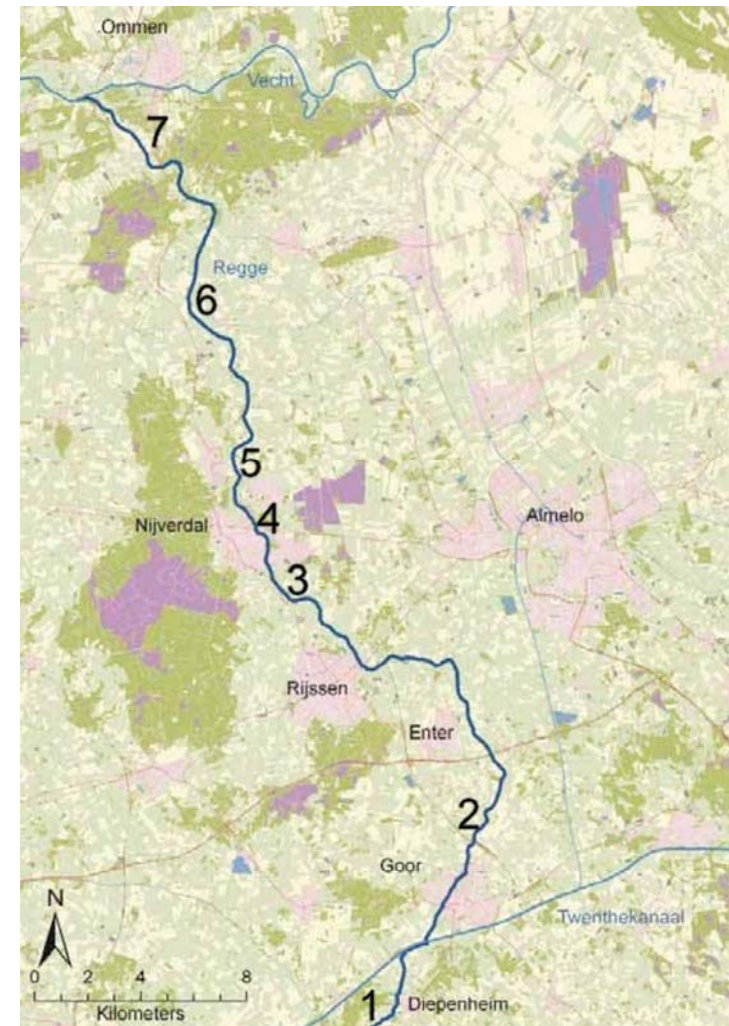 Ommen
Vecht
7
Regge
6
5
4
Nijverdal
Almelo
3
Rijssen
Enter
2
Goor
N
Twenthekanaal
0 2 4 8
1
Diepenheim
Kilometers